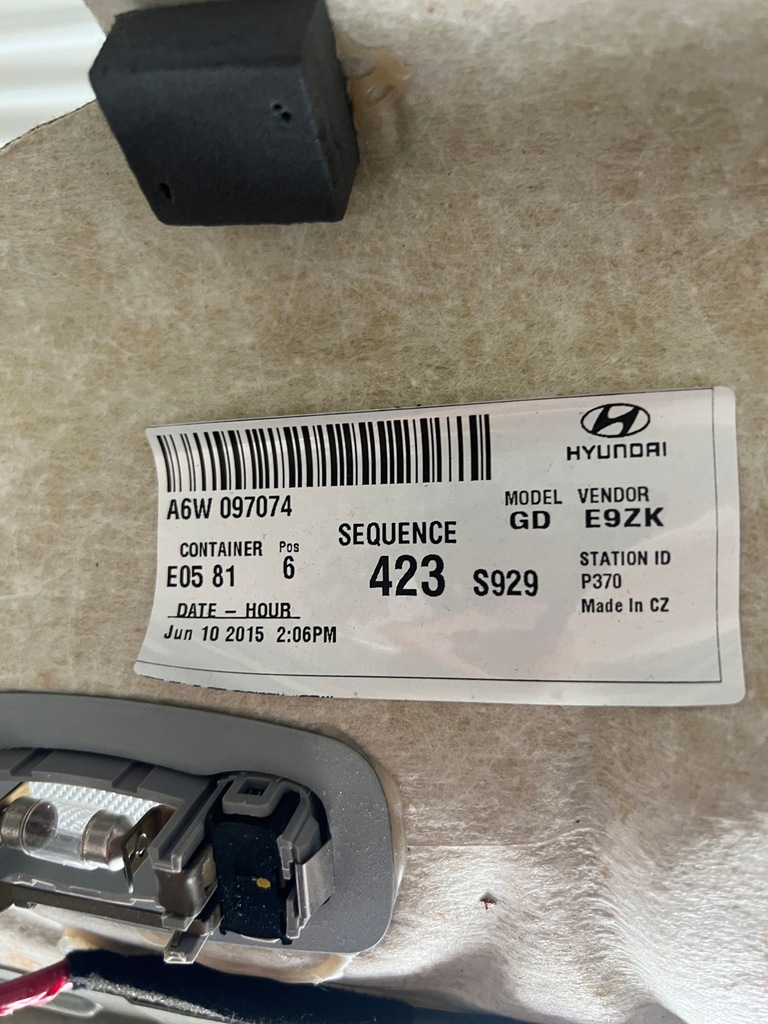 HYUNDAI
A6W 097074
MODEL VENDOR
GD E9ZK
CONTAINER Pos
E05 81 6
SEQUENCE
423 S929
STATION ID
P370
Made In CZ
DATE - HOUR
Jun 10 2015 2:06PM